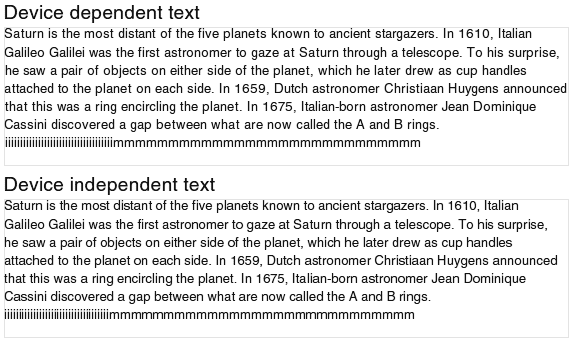 Device dependent text
Saturn is the most distant of the five planets known to ancient stargazers. In 1610, Italian
Galileo Galilei was the first astronomer to gaze at Saturn through a telescope. To his surprise,
he saw a pair of objects on either side of the planet, which he later drew as cup handles
attached to the planet on each side. In 1659, Dutch astronomer Christiaan Huygens announced
that this was a ring encircling the planet. In 1675, Italian-born astronomer Jean Dominique
Cassini discovered a gap between what are now called the A and B rings.
iiiiiiiiiiiiiiiiiiiiiiiiiiiiiiiiiiiimmmmmmmmmmmmmmmmmmmmmmmmmmmm
Device independent text
Saturn is the most distant of the five planets known to ancient stargazers. In 1610, Italian
Galileo Galilei was the first astronomer to gaze at Saturn through a telescope. To his surprise,
he saw a pair of objects on either side of the planet, which he later drew as cup handles
attached to the planet on each side. In 1659, Dutch astronomer Christiaan Huygens announced
that this was a ring encircling the planet. In 1675, Italian-born astronomer Jean Dominique
Cassini discovered a gap between what are now called the A and B rings.
iiiiiiiiiiiiiiiiiiiiiiiiiiiiiiiiiiiimmmmmmmmmmmmmmmmmmmmmmmmmmmm